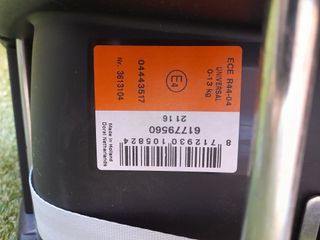 ECE R44-04
UNIVERSAL
0-13 kg
E4
04443517
Nr. 3613104
61779560
2116
Made in Holland
Dorel Netherlands
8 712930 105824